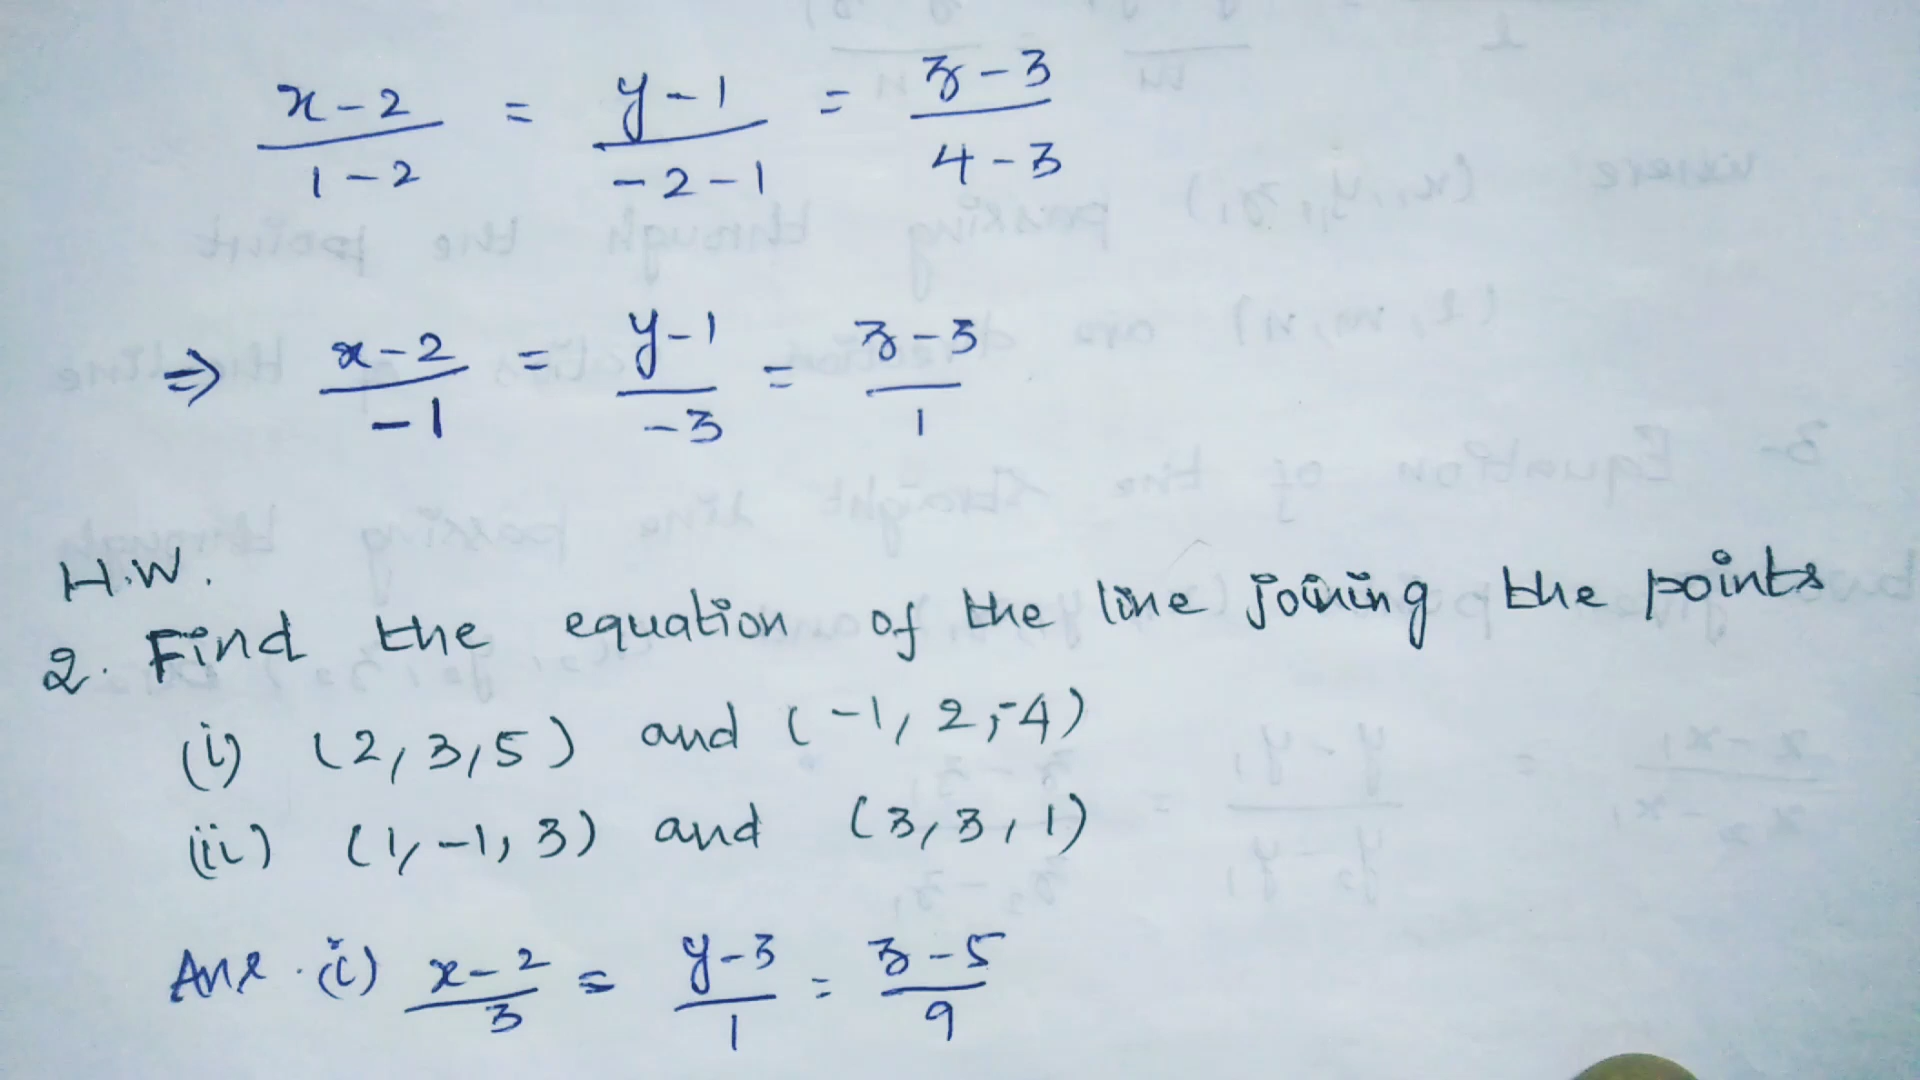 x-2/1-2 = y-1/-2-1 = z-3/4-3
⇒ x-2/-1 = y-1/-3 = z-3/1
H.W.
2. Find the equation of the line joining the points
(i) (2,3,5) and (-1,2,-4)
(ii) (1,-1,3) and (3,3,1)
Ans. (i) x-2/3 = y-3/1 = z-5/9